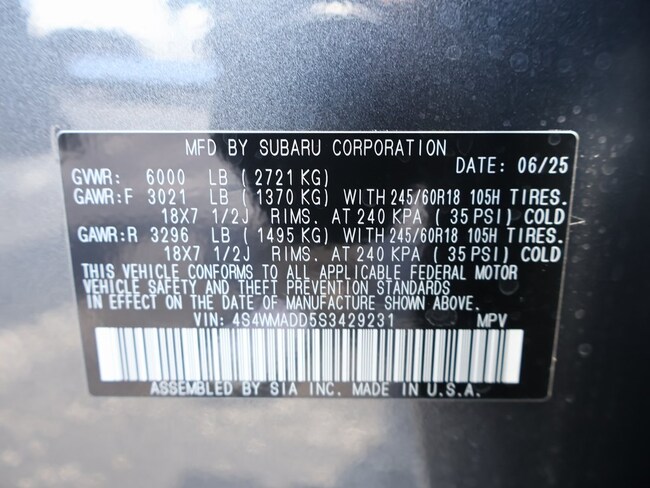 MFD BY SUBARU CORPORATION
DATE: 06/25
GVWR: 6000 LB (2721 KG)
GAWR:F 3021 LB (1370 KG) WITH 245/60R18 105H TIRES.
18X7 1/2J RIMS. AT 240 KPA (35 PSI) COLD
GAWR:R 3296 LB (1495 KG) WITH 245/60R18 105H TIRES.
18X7 1/2J RIMS. AT 240 KPA (35 PSI) COLD
THIS VEHICLE CONFORMS TO ALL APPLICABLE FEDERAL MOTOR
VEHICLE SAFETY AND THEFT PREVENTION STANDARDS
IN EFFECT ON THE DATE OF MANUFACTURE SHOWN ABOVE.
VIN: 4S4WMADD5S3429231 MPV
ASSEMBLED BY SIA INC. MADE IN U.S.A.